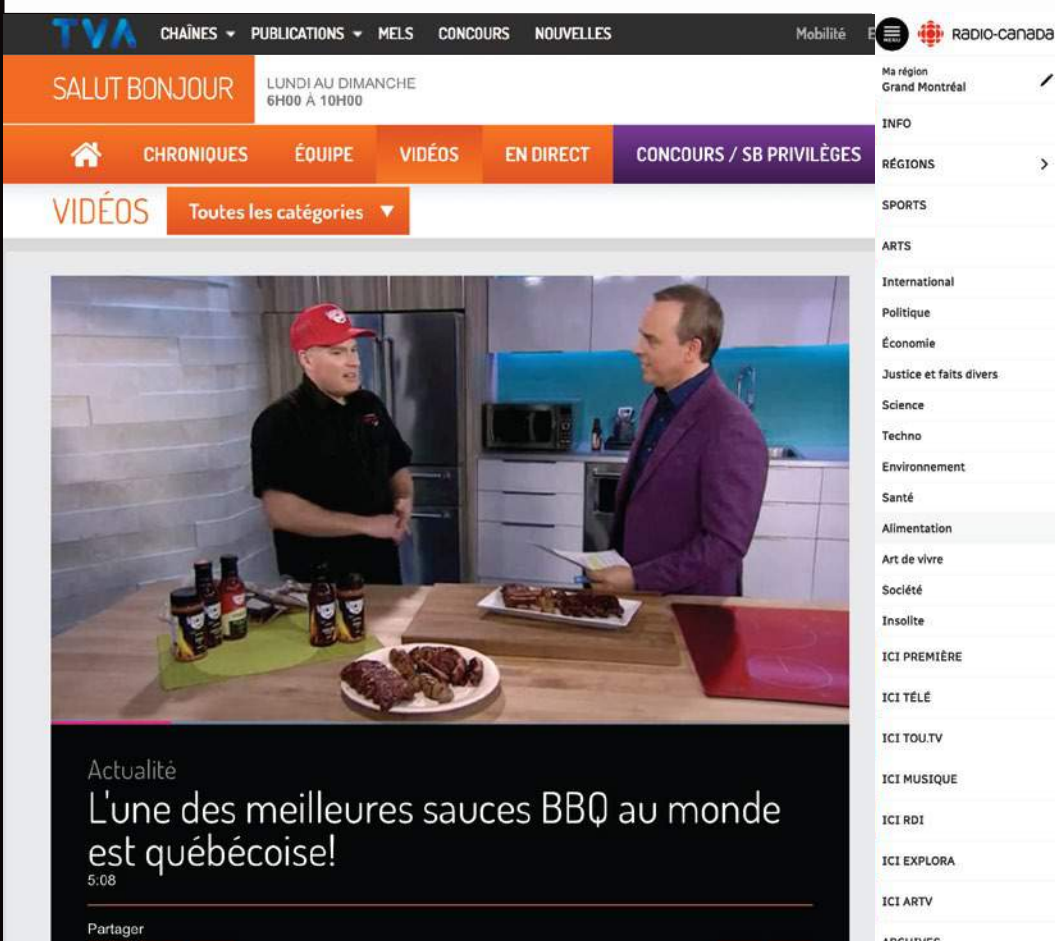 TVA CHAÎNES PUBLICATIONS MELS CONCOURS NOUVELLES Mobilité
SALUT BONJOUR
LUNDI AU DIMANCHE
6H00 À 10H00
CHRONIQUES ÉQUIPE VIDÉOS EN DIRECT CONCOURS / SB PRIVILÈGES
VIDÉOS Toutes les catégories
Actualité
L'une des meilleures sauces BBQ au monde
est québécoise!
5:08
Partager
MENU RADIO-CANADA
Ma région
Grand Montréal
INFO
RÉGIONS
SPORTS
ARTS
International
Politique
Économie
Justice et faits divers
Science
Techno
Environnement
Santé
Alimentation
Art de vivre
Société
Insolite
ICI PREMIÈRE
ICI TÉLÉ
ICI TOU.TV
ICI MUSIQUE
ICI RDI
ICI EXPLORA
ICI ARTV
ARCHIVES